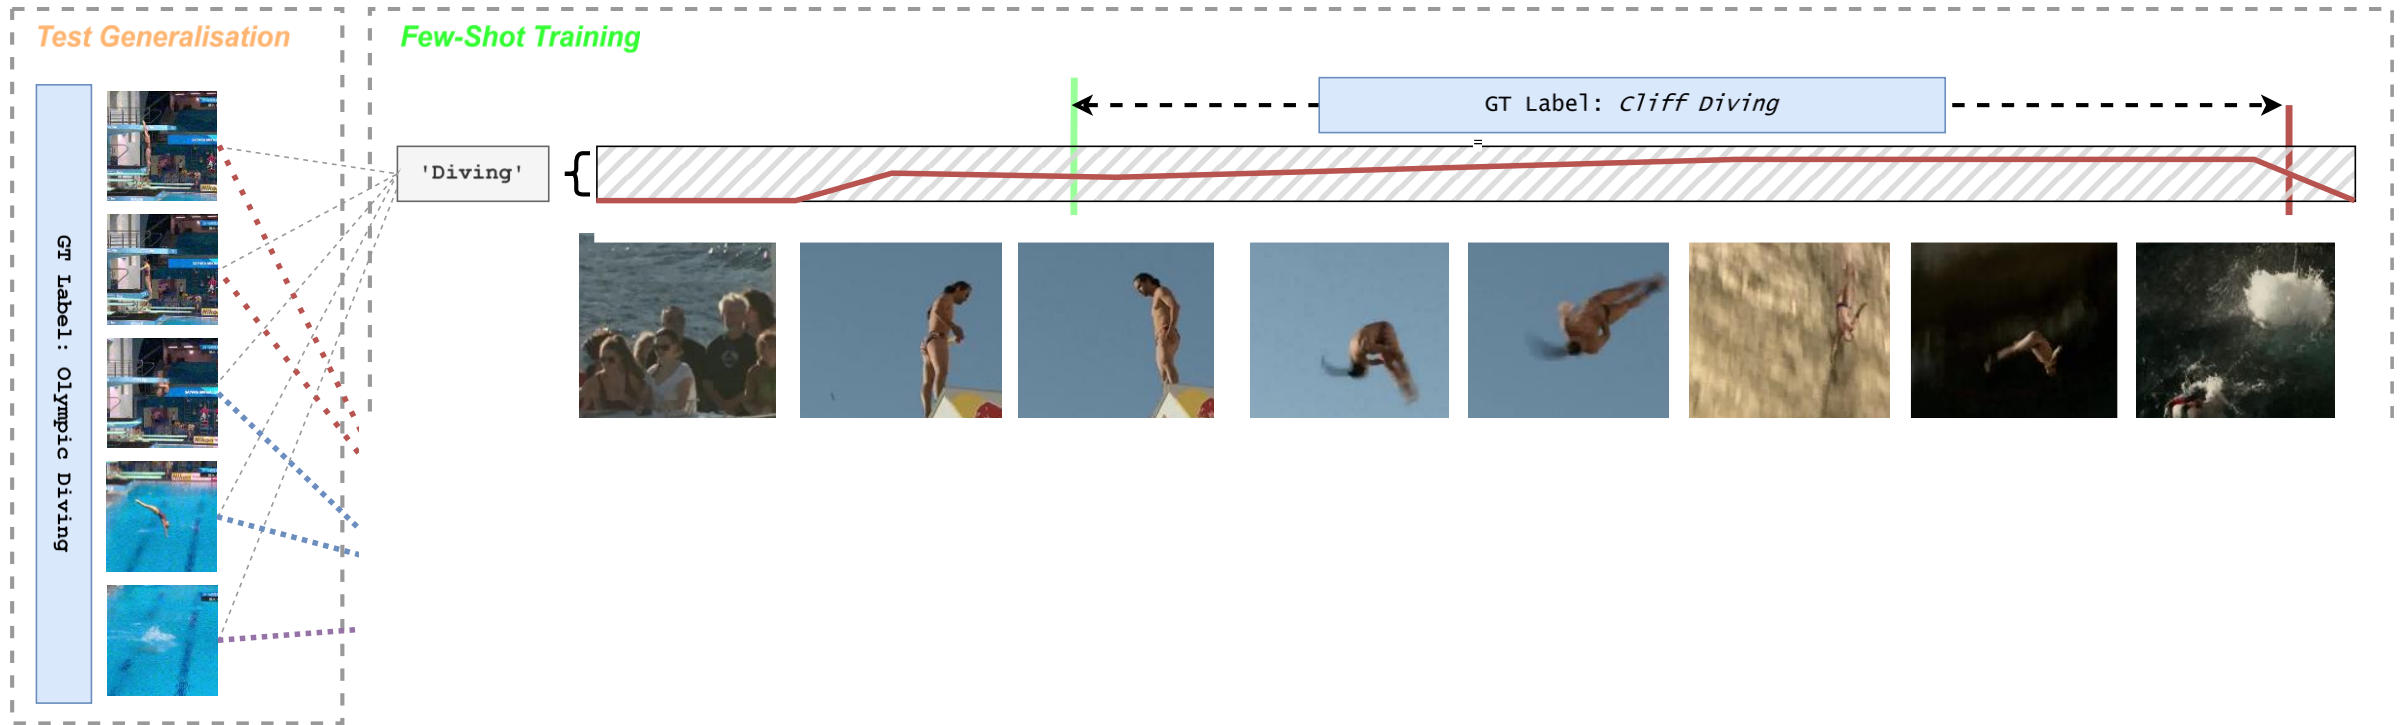 Test Generalisation
Few-Shot Training
GT Label: Cliff Diving
=
'Diving'
{
GT Label: Olympic Diving